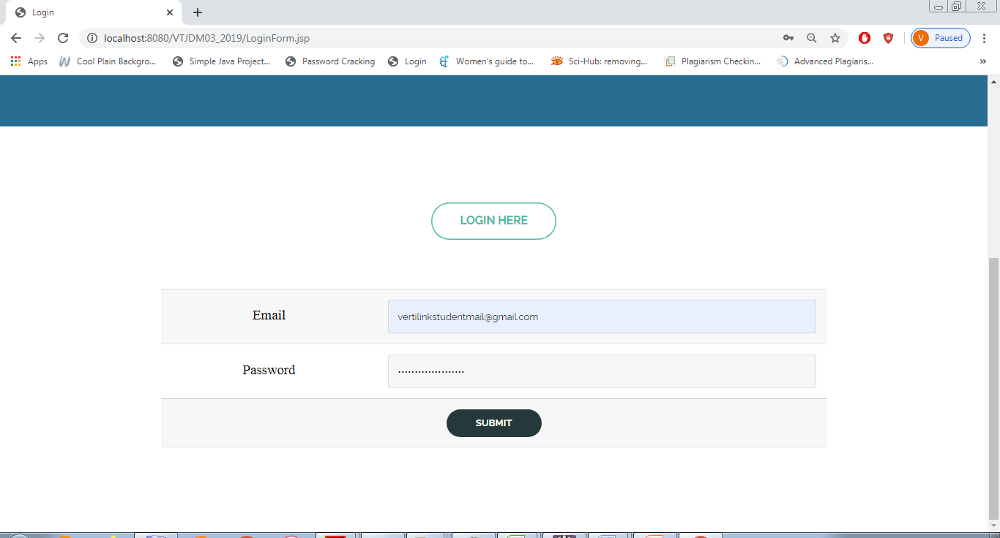 Login
localhost:8080/VTJDM03_2019/LoginForm.jsp
V Paused
Apps Cool Plain Backgro... Simple Java Project... Password Cracking Login Women's guide to... Sci-Hub: removing... Plagiarism Checkin... Advanced Plagiaris... »
LOGIN HERE
Email vertilinkstudentmail@gmail.com
Password ....................
SUBMIT